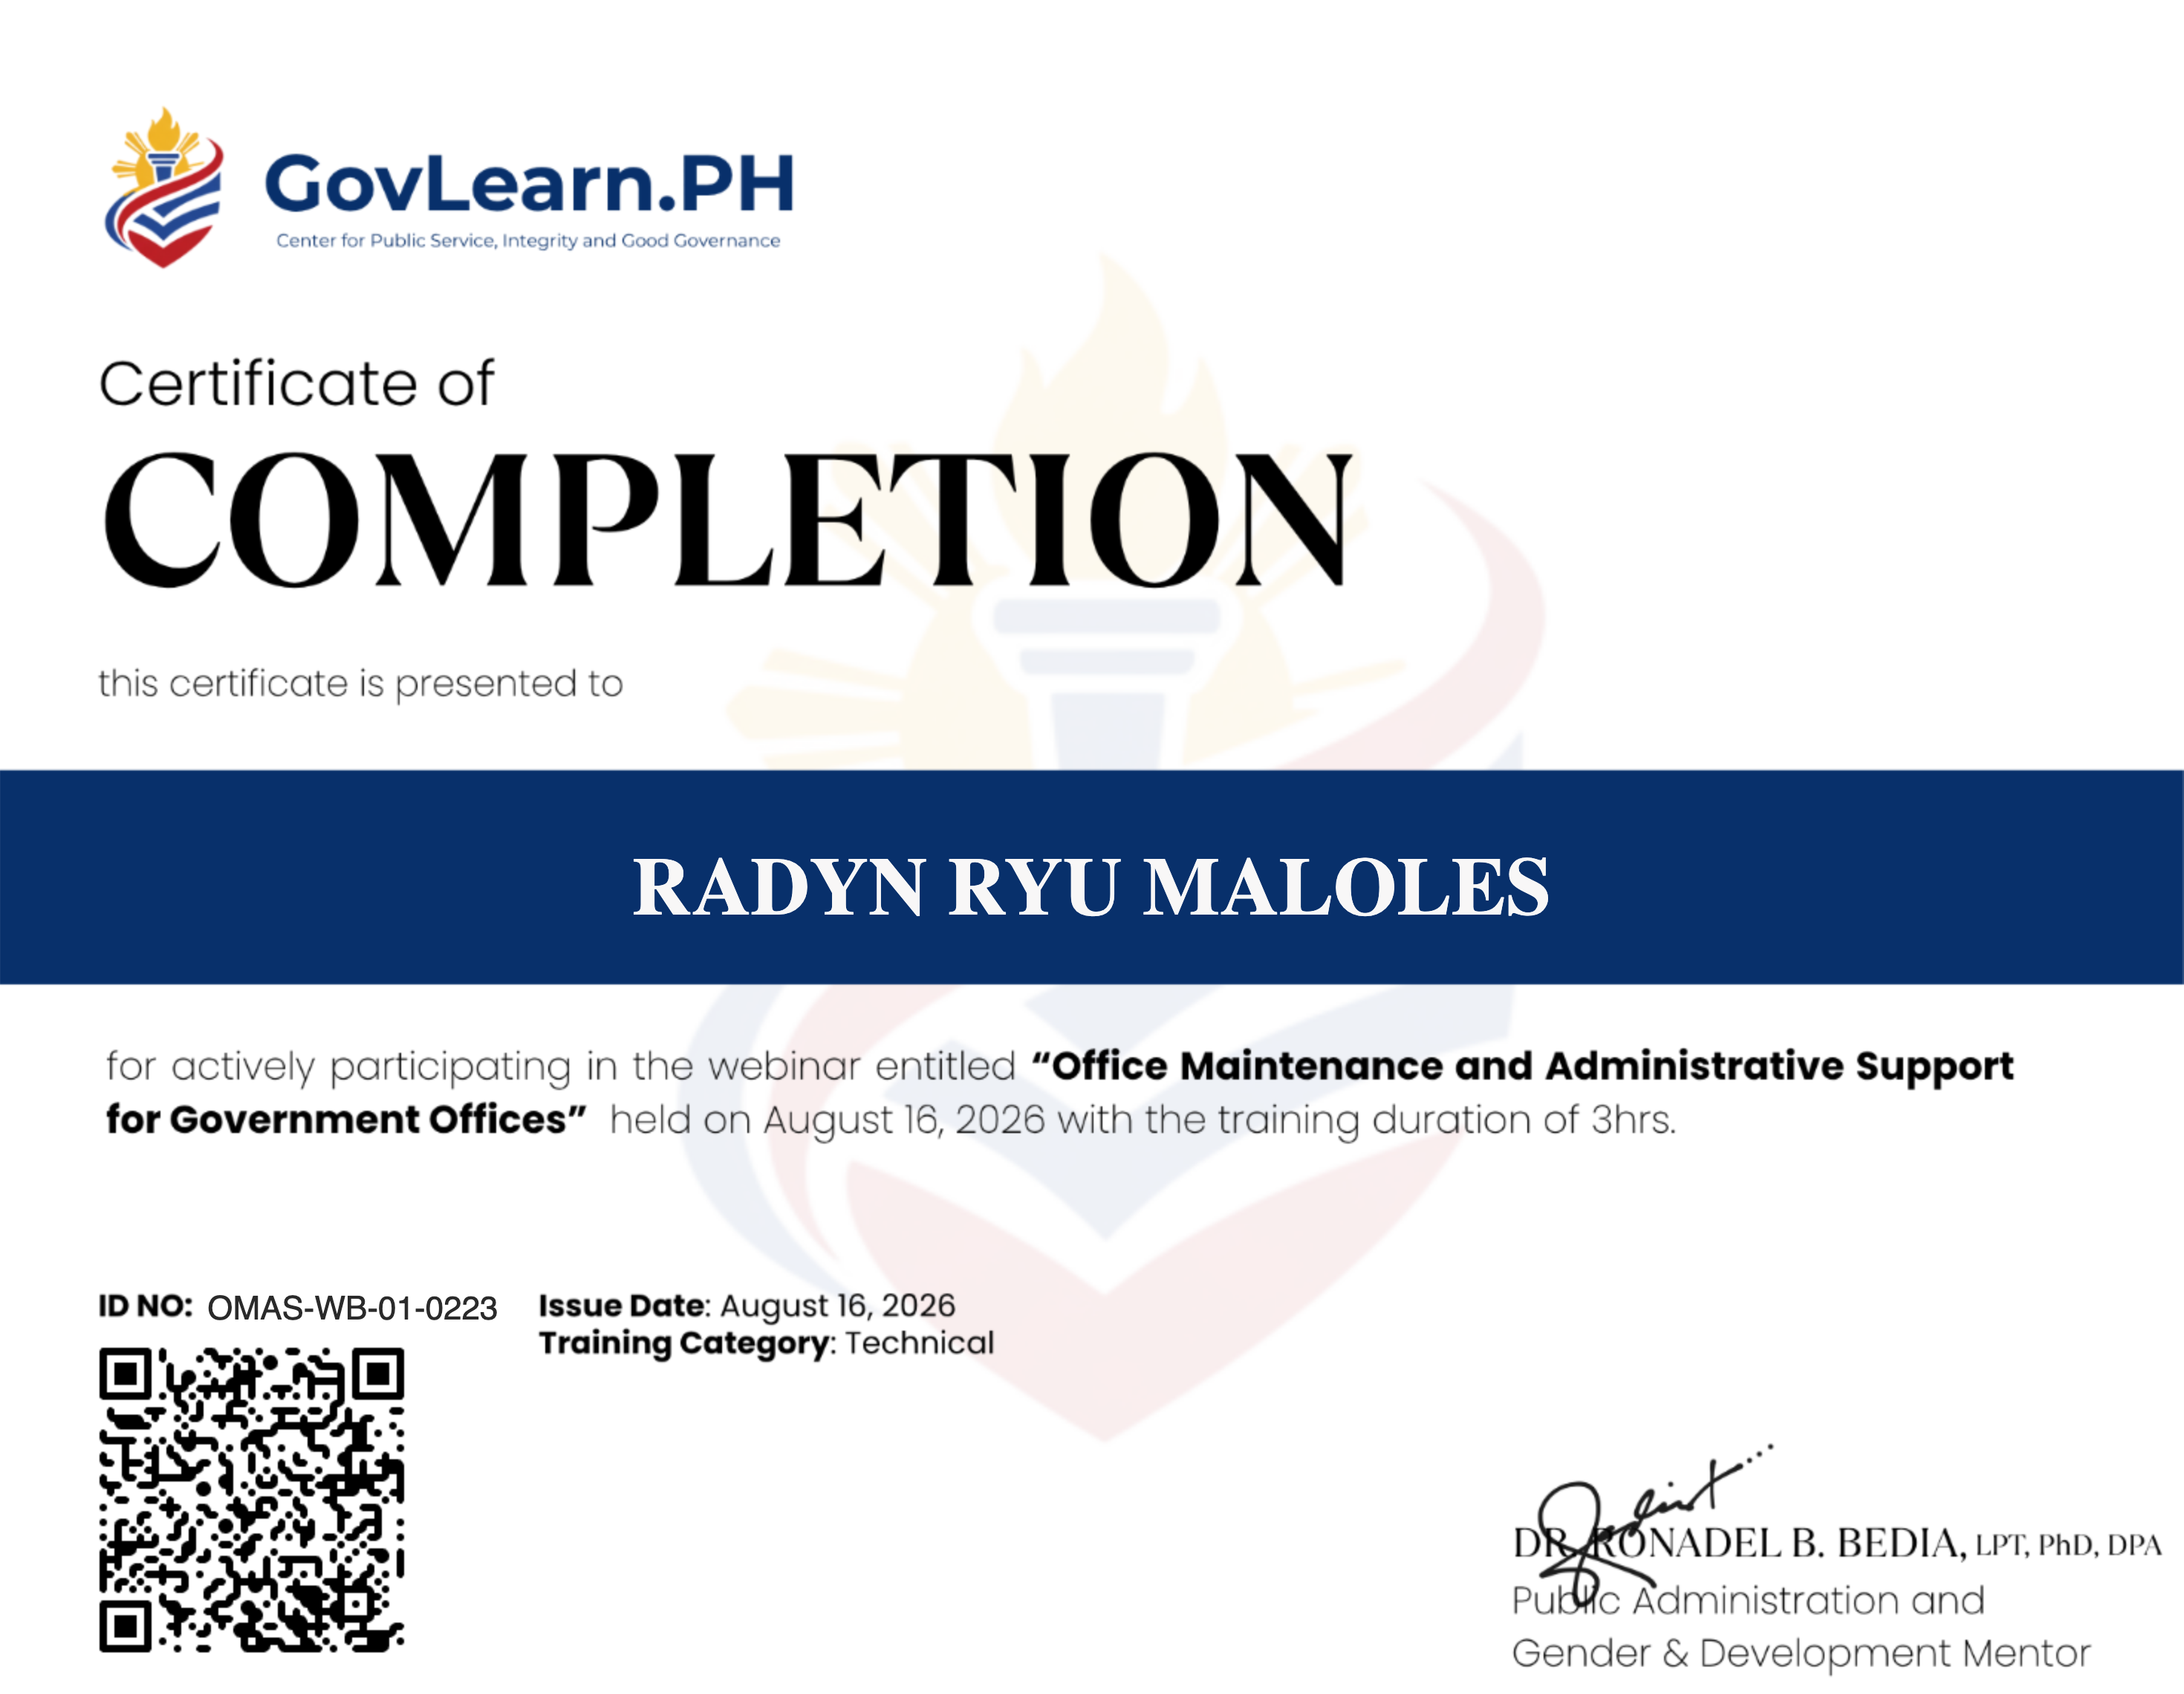 GovLearn.PH
Center for Public Service, Integrity and Good Governance
Certificate of
COMPLETION
this certificate is presented to
RADYN RYU MALOLES
for actively participating in the webinar entitled “Office Maintenance and Administrative Support
for Government Offices” held on August 16, 2026 with the training duration of 3hrs.
ID NO: OMAS-WB-01-0223
Issue Date: August 16, 2026
Training Category: Technical
DR. RONADEL B. BEDIA, LPT, PhD, DPA
Public Administration and
Gender & Development Mentor